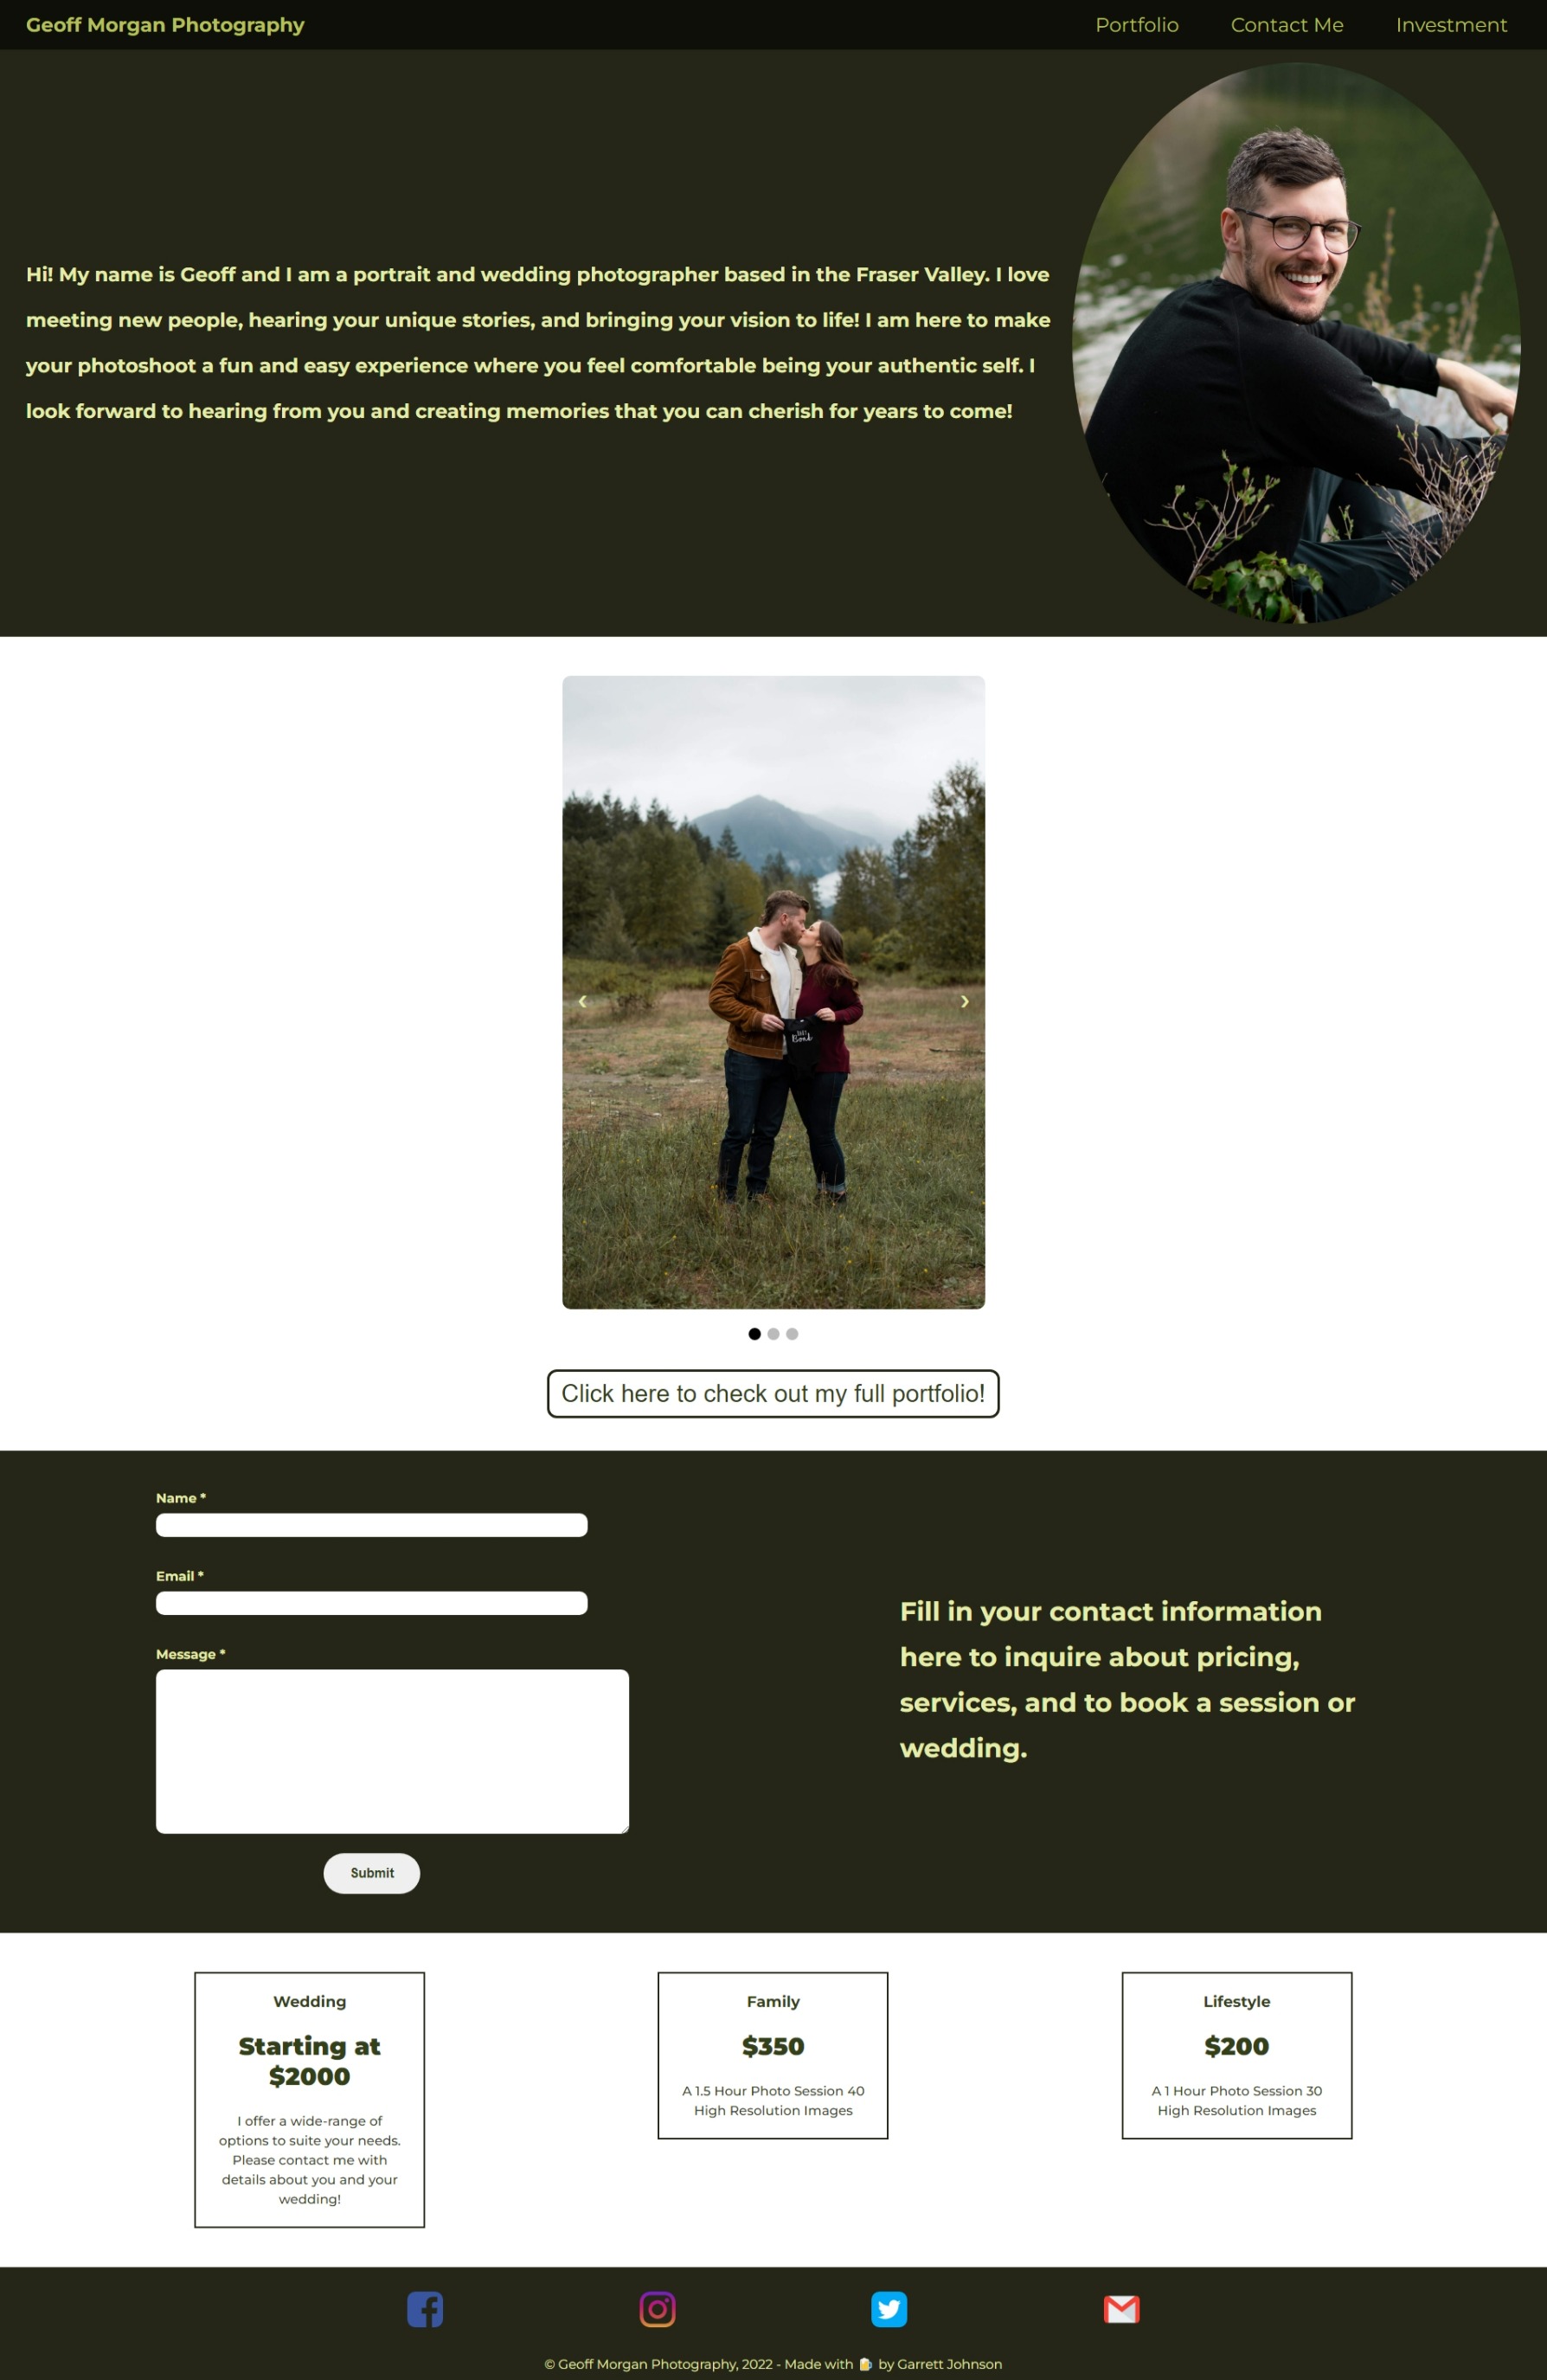 Geoff Morgan Photography
Portfolio
Contact Me
Investment
Hi! My name is Geoff and I am a portrait and wedding photographer based in the Fraser Valley. I love
meeting new people, hearing your unique stories, and bringing your vision to life! I am here to make
your photoshoot a fun and easy experience where you feel comfortable being your authentic self. I
look forward to hearing from you and creating memories that you can cherish for years to come!
Click here to check out my full portfolio!
Name *
Email *
Message *
Submit
Fill in your contact information
here to inquire about pricing,
services, and to book a session or
wedding.
Wedding
Starting at
$2000
I offer a wide-range of
options to suite your needs.
Please contact me with
details about you and your
wedding!
Family
$350
A 1.5 Hour Photo Session 40
High Resolution Images
Lifestyle
$200
A 1 Hour Photo Session 30
High Resolution Images
© Geoff Morgan Photography, 2022 - Made with 🍺 by Garrett Johnson